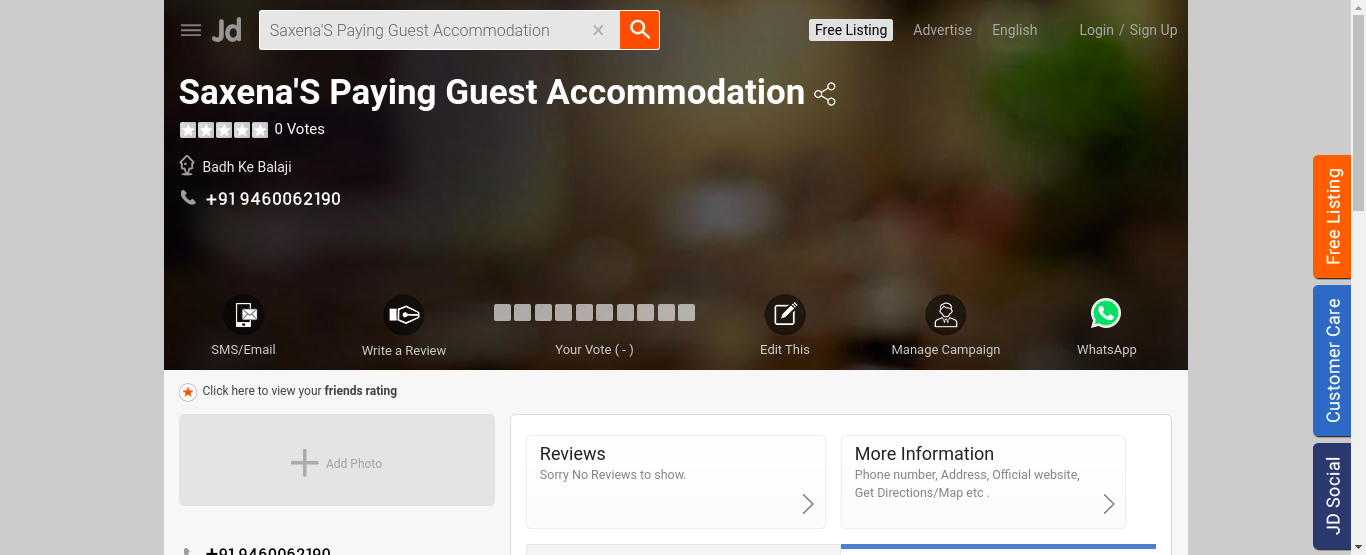 Jd
Saxena'S Paying Guest Accommodation
Free Listing
Advertise
English
Login / Sign Up
Saxena'S Paying Guest Accommodation
0 Votes
Badh Ke Balaji
+91 9460062190
SMS/Email
Write a Review
Your Vote ( - )
Edit This
Manage Campaign
WhatsApp
Click here to view your friends rating
Add Photo
Reviews
Sorry No Reviews to show.
More Information
Phone number, Address, Official website,
Get Directions/Map etc .
+91 9460062190
Free Listing
Customer Care
JD Social